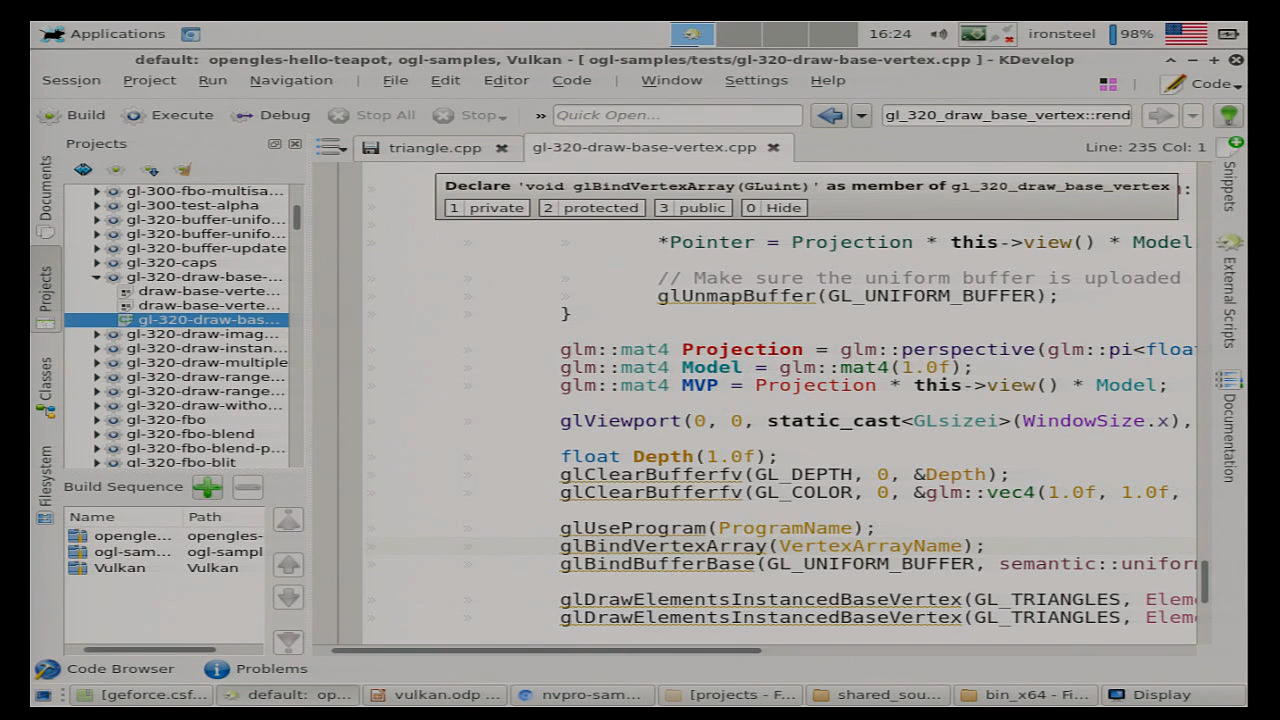 Applications
16:24
ironsteel
98%
default: opengles-hello-teapot, ogl-samples, Vulkan - [ ogl-samples/tests/gl-320-draw-base-vertex.cpp ] - KDevelop
Session Project Run Navigation File Edit Editor Code Window Settings Help
Code
Build Execute Debug Stop All Stop » Quick Open... gl_320_draw_base_vertex::rend
Projects
triangle.cpp
gl-320-draw-base-vertex.cpp
Line: 235 Col: 1
Documents
Projects
Classes
Filesystem
gl-300-fbo-multisa...
gl-300-test-alpha
gl-320-buffer-unifo...
gl-320-buffer-unifo...
gl-320-buffer-update
gl-320-caps
gl-320-draw-base-...
draw-base-verte...
draw-base-verte...
gl-320-draw-bas...
gl-320-draw-imag...
gl-320-draw-instan...
gl-320-draw-multiple
gl-320-draw-range...
gl-320-draw-range...
gl-320-draw-witho...
gl-320-fbo
gl-320-fbo-blend
gl-320-fbo-blend-p...
gl-320-fbo-blit
Build Sequence
Name Path
opengle... opengles-
ogl-sam... ogl-sampl
Vulkan Vulkan
Declare 'void glBindVertexArray(GLuint)' as member of gl_320_draw_base_vertex
1 private 2 protected 3 public 0 Hide
*Pointer = Projection * this->view() * Model
// Make sure the uniform buffer is uploaded
glUnmapBuffer(GL_UNIFORM_BUFFER);
}
glm::mat4 Projection = glm::perspective(glm::pi<float
glm::mat4 Model = glm::mat4(1.0f);
glm::mat4 MVP = Projection * this->view() * Model;
glViewport(0, 0, static_cast<GLsizei>(WindowSize.x),
float Depth(1.0f);
glClearBufferfv(GL_DEPTH, 0, &Depth);
glClearBufferfv(GL_COLOR, 0, &glm::vec4(1.0f, 1.0f,
glUseProgram(ProgramName);
glBindVertexArray(VertexArrayName);
glBindBufferBase(GL_UNIFORM_BUFFER, semantic::uniform
glDrawElementsInstancedBaseVertex(GL_TRIANGLES, Elem
glDrawElementsInstancedBaseVertex(GL_TRIANGLES, Elem
Snippets
External Scripts
Documentation
Code Browser Problems
[geforce.csf... default: op... vulkan.odp ... nvpro-sam... [projects - F... shared_sou... bin_x64 - Fi... Display